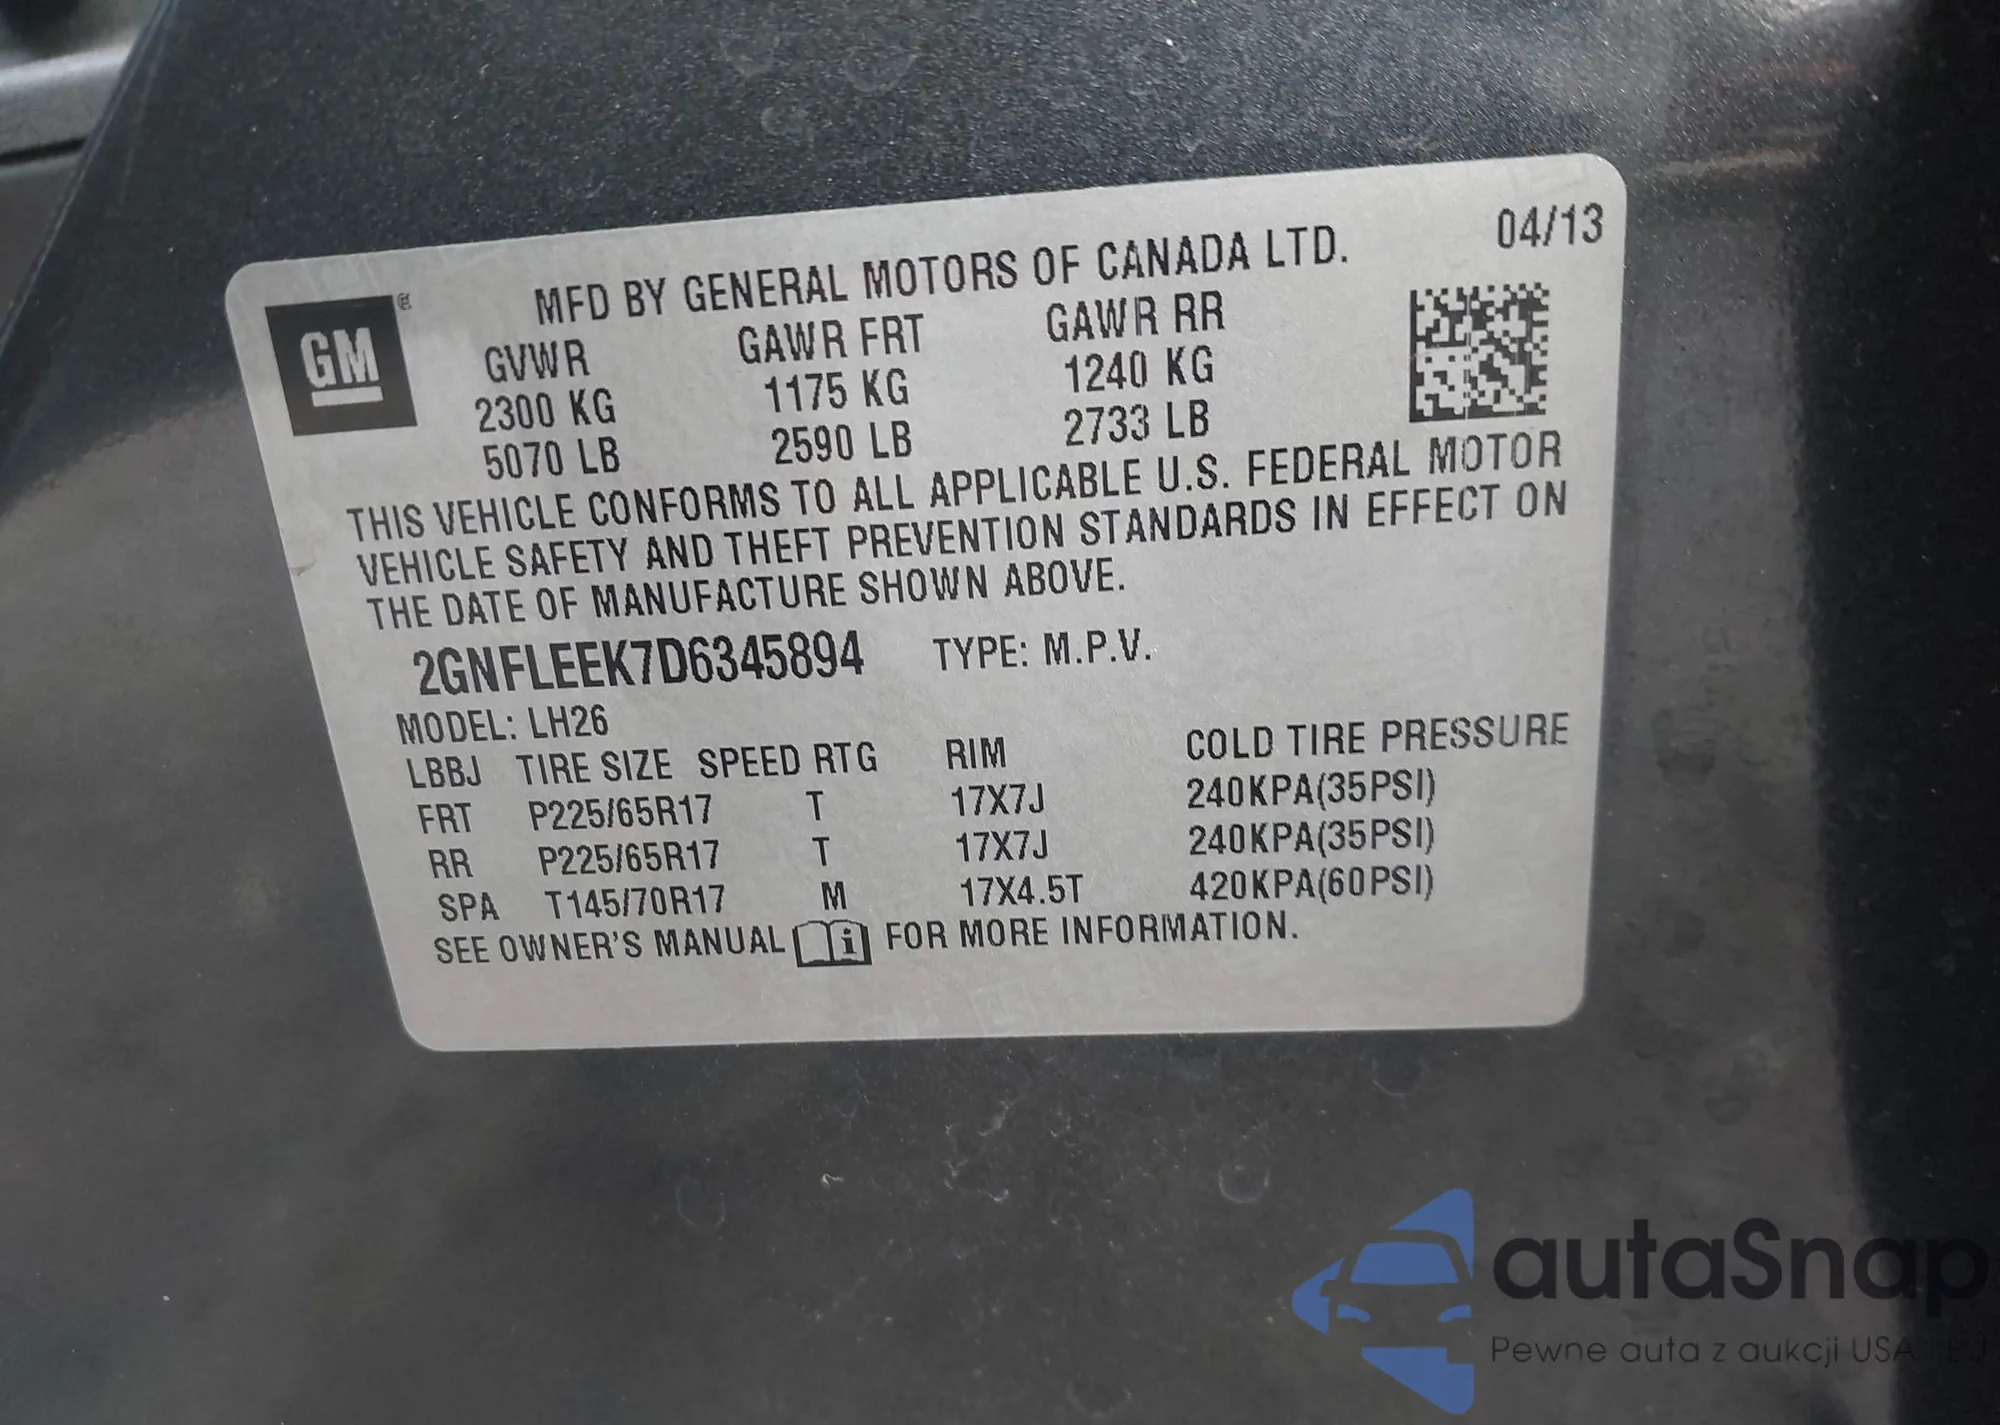 MFD BY GENERAL MOTORS OF CANADA LTD. 04/13
GM
GVWR GAWR FRT GAWR RR
2300 KG 1175 KG 1240 KG
5070 LB 2590 LB 2733 LB
THIS VEHICLE CONFORMS TO ALL APPLICABLE U.S. FEDERAL MOTOR
VEHICLE SAFETY AND THEFT PREVENTION STANDARDS IN EFFECT ON
THE DATE OF MANUFACTURE SHOWN ABOVE.
2GNFLEEK7D6345894 TYPE: M.P.V.
MODEL: LH26
LBBJ TIRE SIZE SPEED RTG RIM COLD TIRE PRESSURE
FRT P225/65R17 T 17X7J 240KPA(35PSI)
RR P225/65R17 T 17X7J 240KPA(35PSI)
SPA T145/70R17 M 17X4.5T 420KPA(60PSI)
SEE OWNER'S MANUAL i FOR MORE INFORMATION.
autaSnap
Pewne auta z aukcji USA i EU